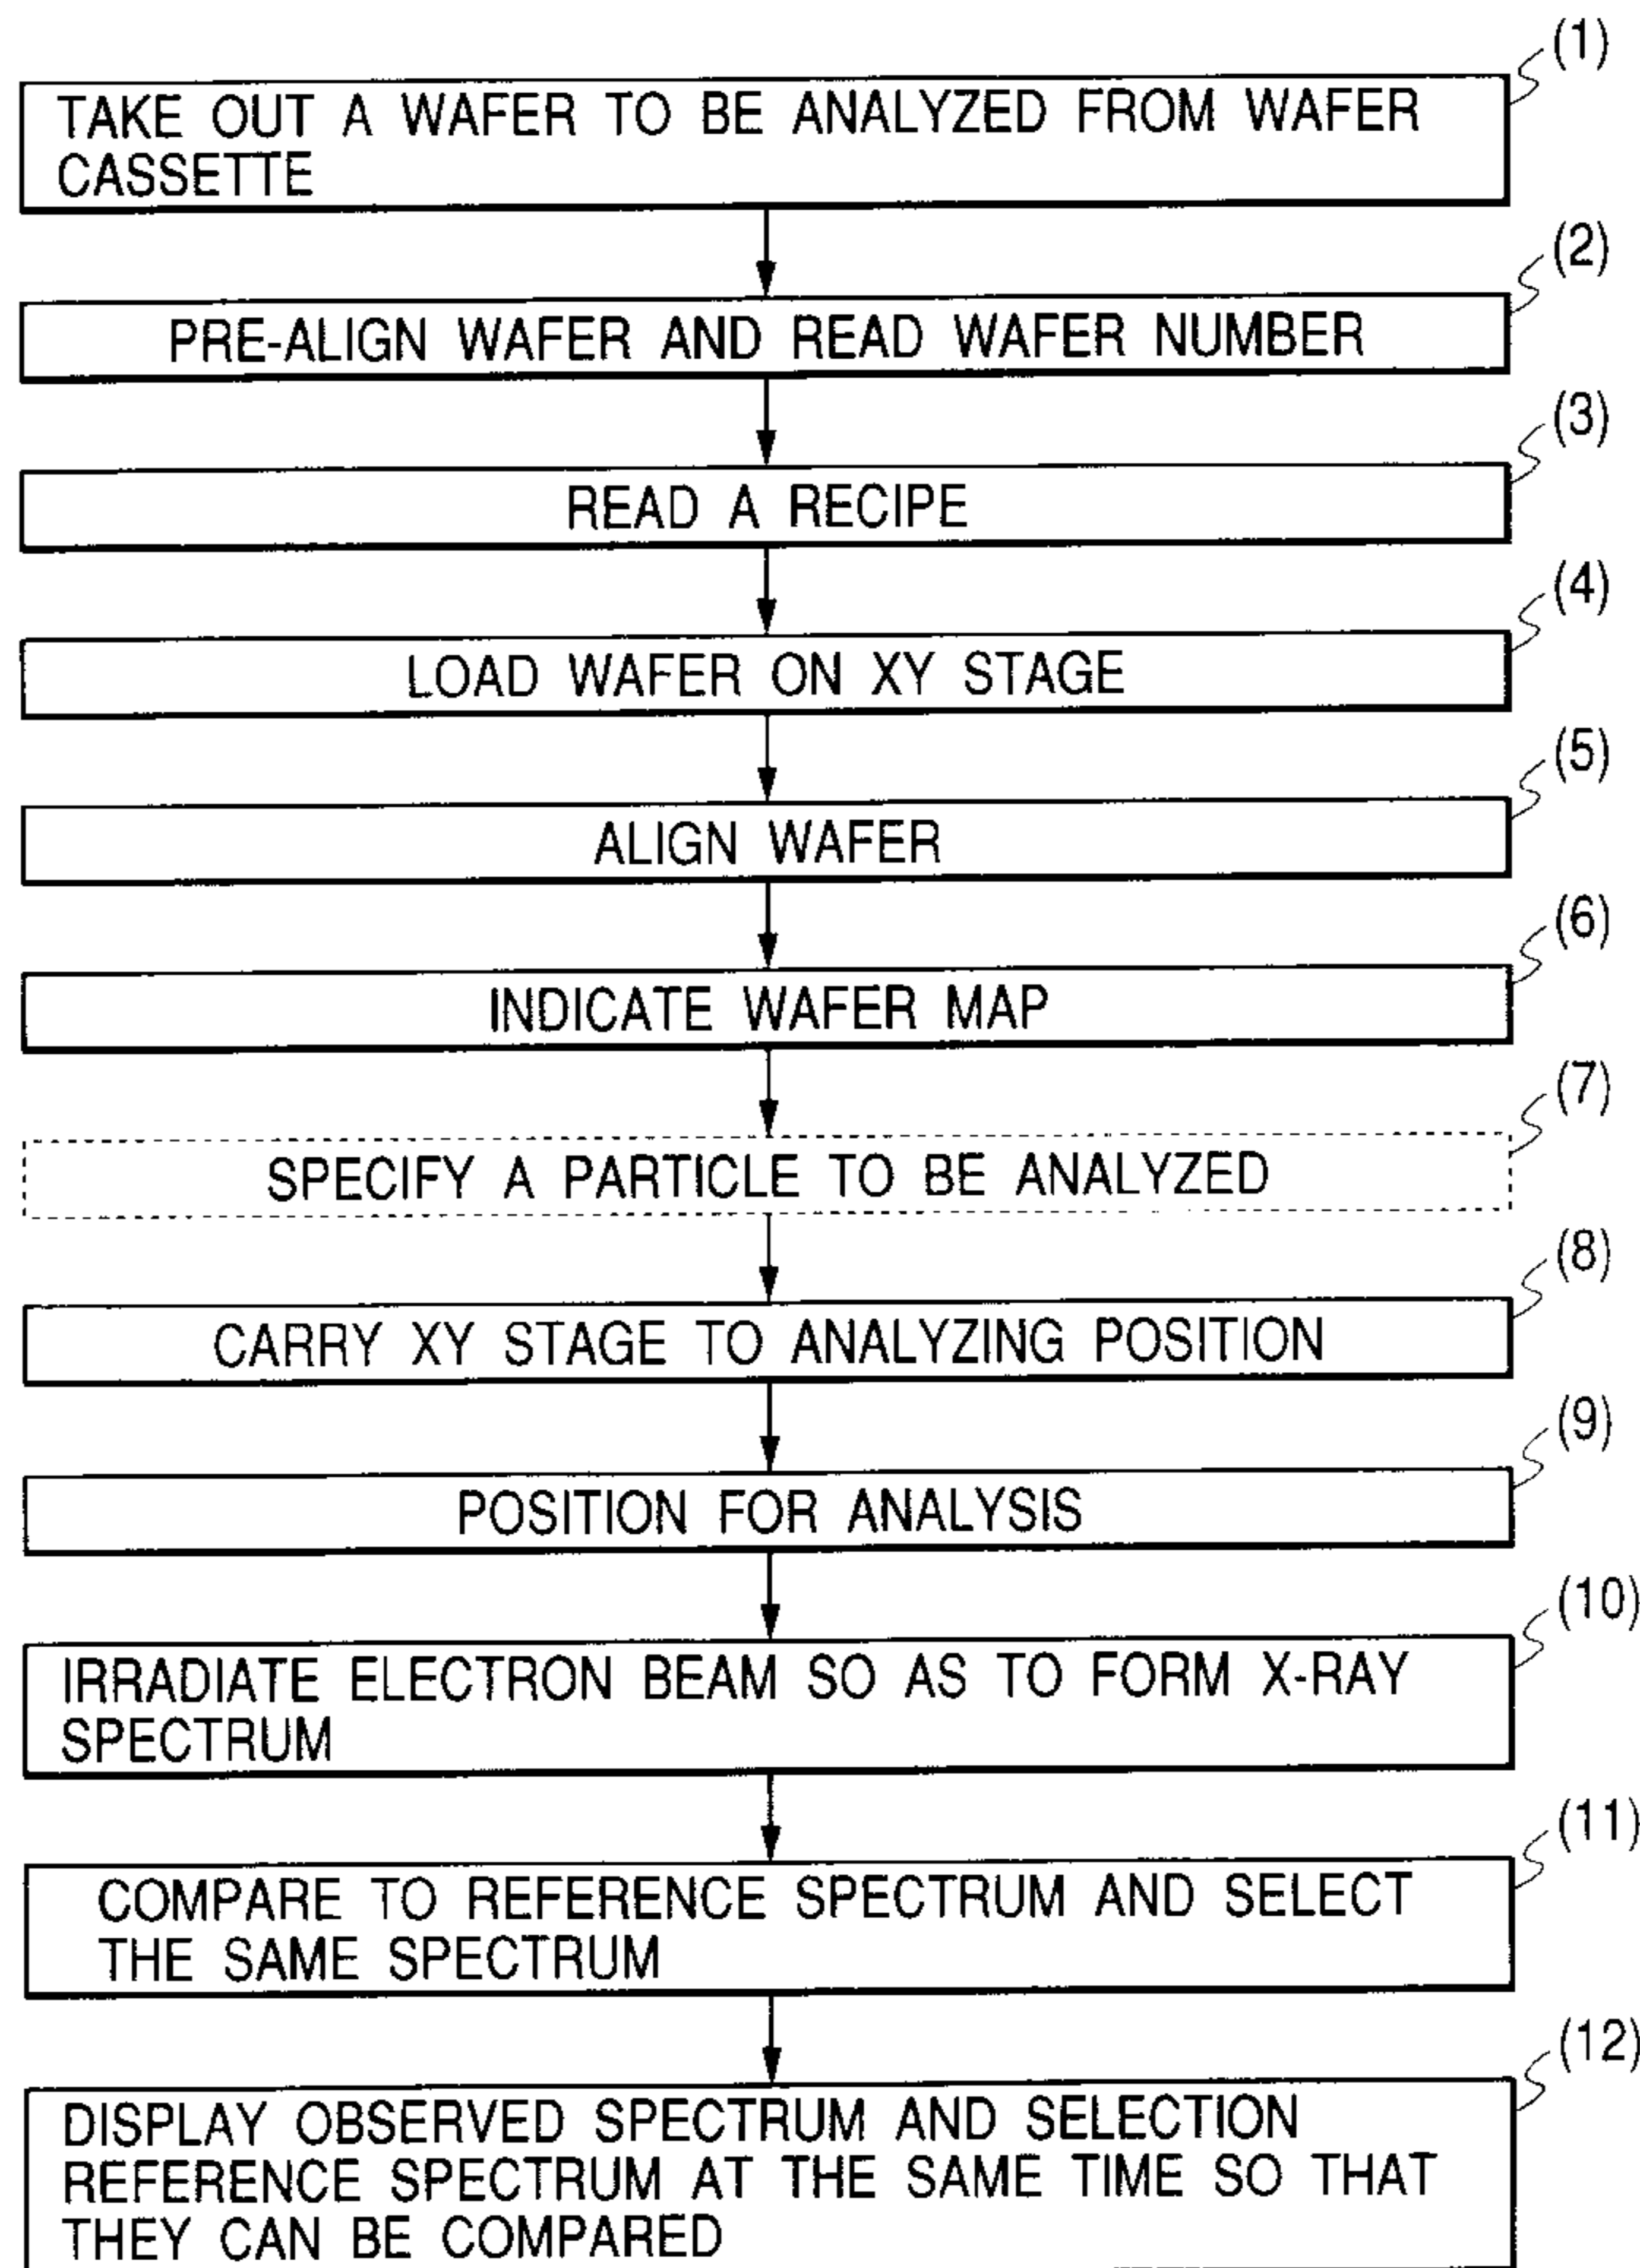 (1)
TAKE OUT A WAFER TO BE ANALYZED FROM WAFER
CASSETTE
(2)
PRE-ALIGN WAFER AND READ WAFER NUMBER
(3)
READ A RECIPE
(4)
LOAD WAFER ON XY STAGE
(5)
ALIGN WAFER
(6)
INDICATE WAFER MAP
(7)
SPECIFY A PARTICLE TO BE ANALYZED
(8)
CARRY XY STAGE TO ANALYZING POSITION
(9)
POSITION FOR ANALYSIS
(10)
IRRADIATE ELECTRON BEAM SO AS TO FORM X-RAY
SPECTRUM
(11)
COMPARE TO REFERENCE SPECTRUM AND SELECT
THE SAME SPECTRUM
(12)
DISPLAY OBSERVED SPECTRUM AND SELECTION
REFERENCE SPECTRUM AT THE SAME TIME SO THAT
THEY CAN BE COMPARED